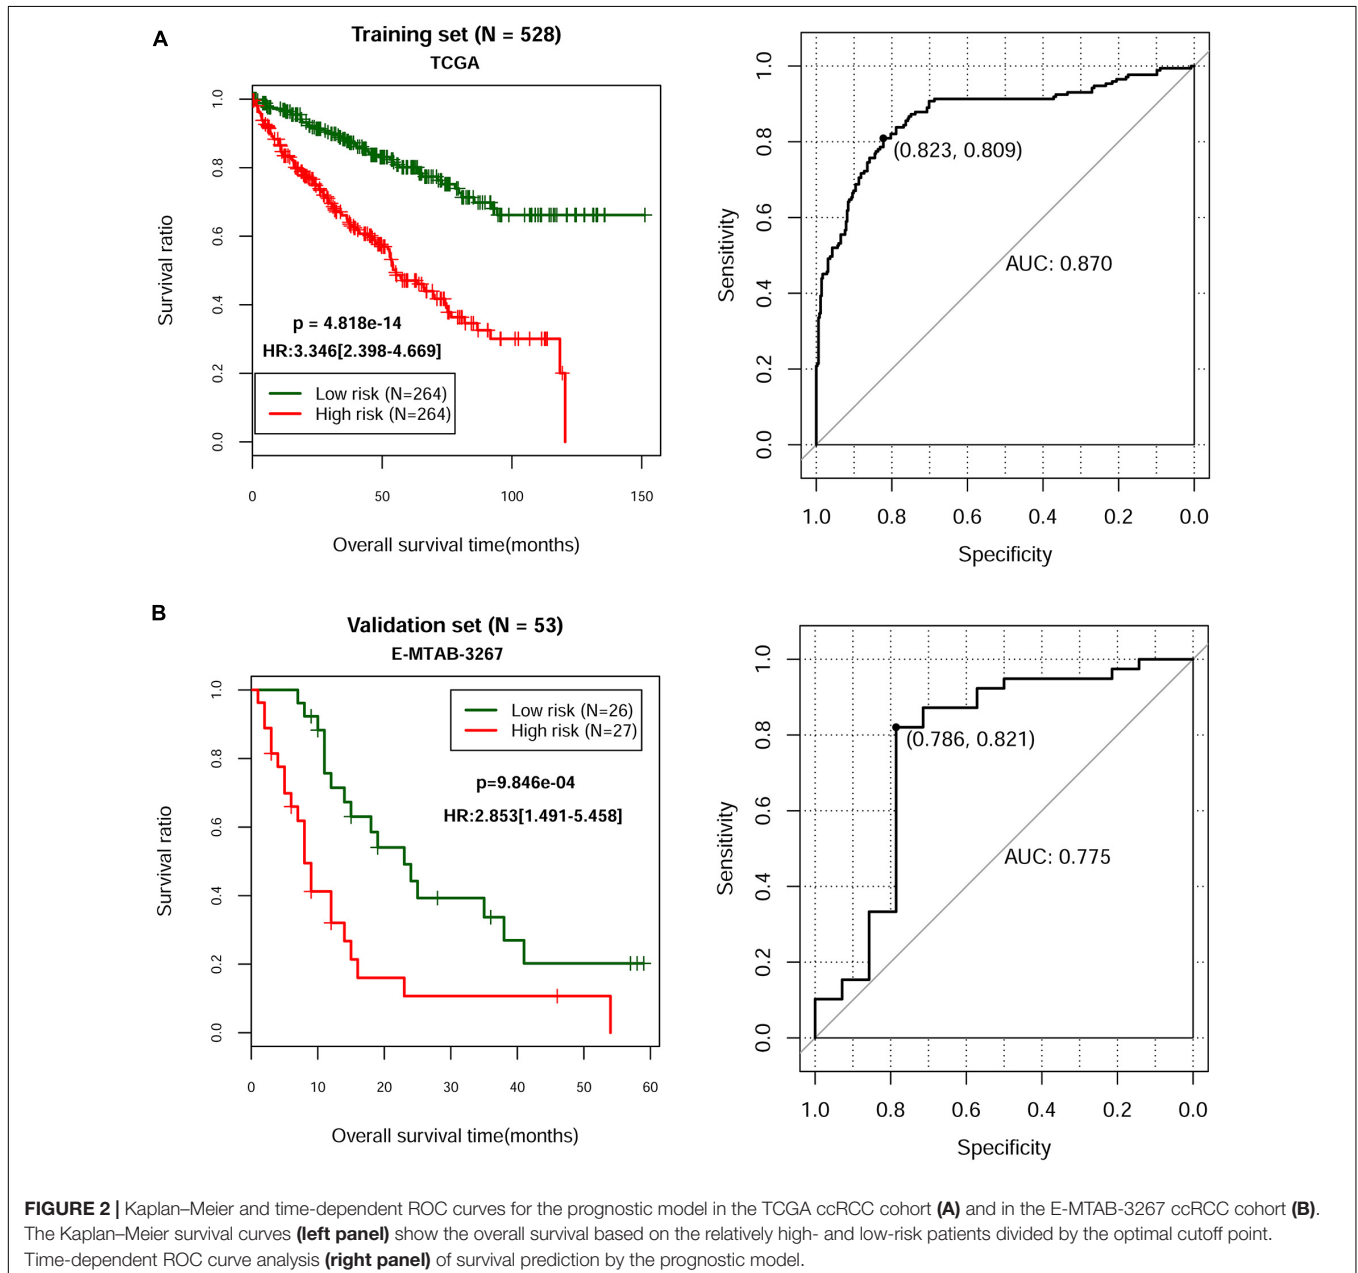 A
Training set (N = 528)
TCGA
Survival ratio
1.0
0.8
0.6
0.4
0.2
0.0
p = 4.818e-14
HR:3.346[2.398-4.669]
Low risk (N=264)
High risk (N=264)
0 50 100 150
Overall survival time(months)
Sensitivity
1.0
0.8
0.6
0.4
0.2
0.0
(0.823, 0.809)
AUC: 0.870
1.0 0.8 0.6 0.4 0.2 0.0
Specificity
B
Validation set (N = 53)
E-MTAB-3267
Survival ratio
1.0
0.8
0.6
0.4
0.2
0.0
Low risk (N=26)
High risk (N=27)
p=9.846e-04
HR:2.853[1.491-5.458]
0 10 20 30 40 50 60
Overall survival time(months)
Sensitivity
1.0
0.8
0.6
0.4
0.2
0.0
(0.786, 0.821)
AUC: 0.775
1.0 0.8 0.6 0.4 0.2 0.0
Specificity
FIGURE 2 | Kaplan–Meier and time-dependent ROC curves for the prognostic model in the TCGA ccRCC cohort (A) and in the E-MTAB-3267 ccRCC cohort (B).
The Kaplan–Meier survival curves (left panel) show the overall survival based on the relatively high- and low-risk patients divided by the optimal cutoff point.
Time-dependent ROC curve analysis (right panel) of survival prediction by the prognostic model.